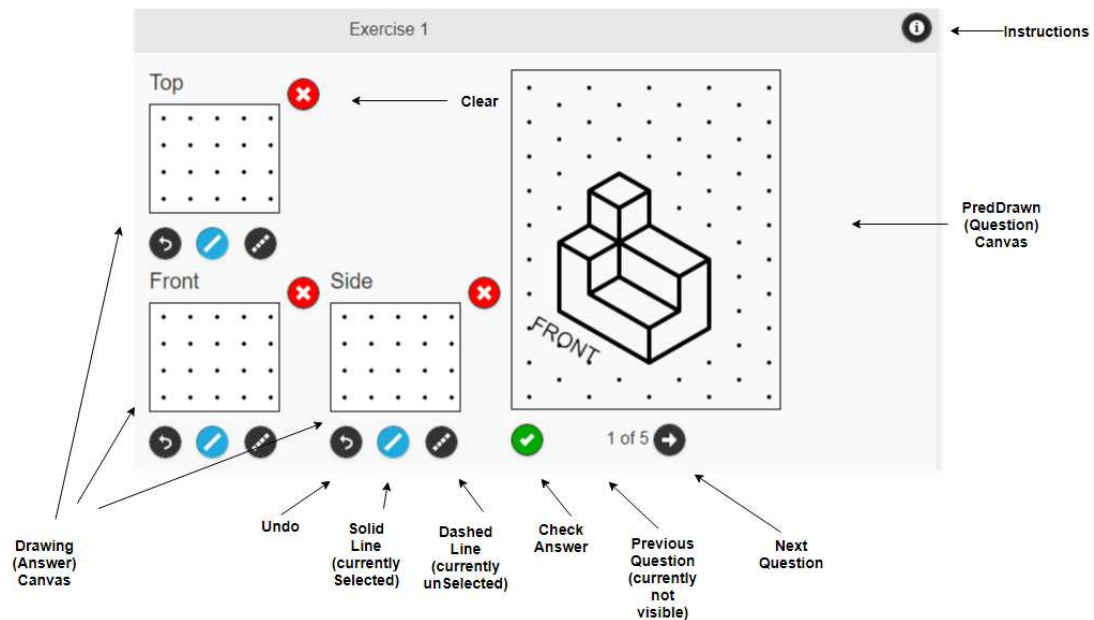 Exercise 1
Instructions
Top
Clear
PredDrawn
(Question)
Canvas
Front
Side
FRONT
1 of 5
Drawing
(Answer)
Canvas
Undo
Solid
Line
(currently
Selected)
Dashed
Line
(currently
unSelected)
Check
Answer
Previous
Question
(currently
not
visible)
Next
Question